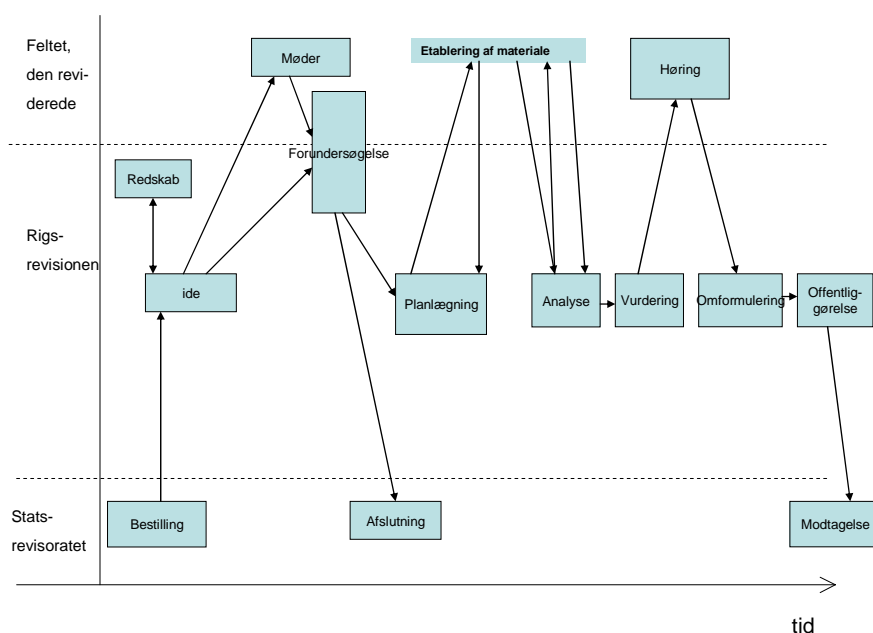 Feltet,
den revi-
derede
Møder
Etablering af materiale
Høring
Forundersøgelse
Redskab
Rigs-
revisionen
ide
Planlægning
Analyse
Vurdering
Omformulering
Offentlig-
gørelse
Stats-
revisoratet
Bestilling
Afslutning
Modtagelse
tid